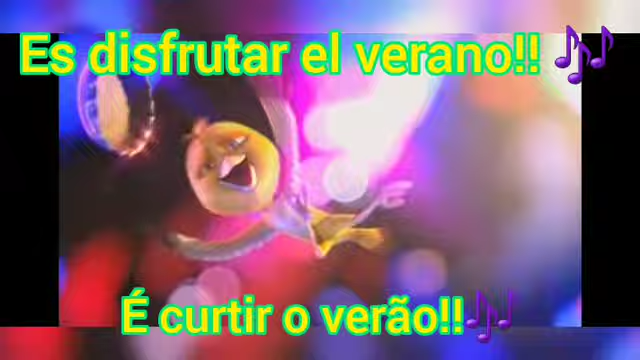 Es disfrutar el verano!! 🎶
É curtir o verão!!🎶